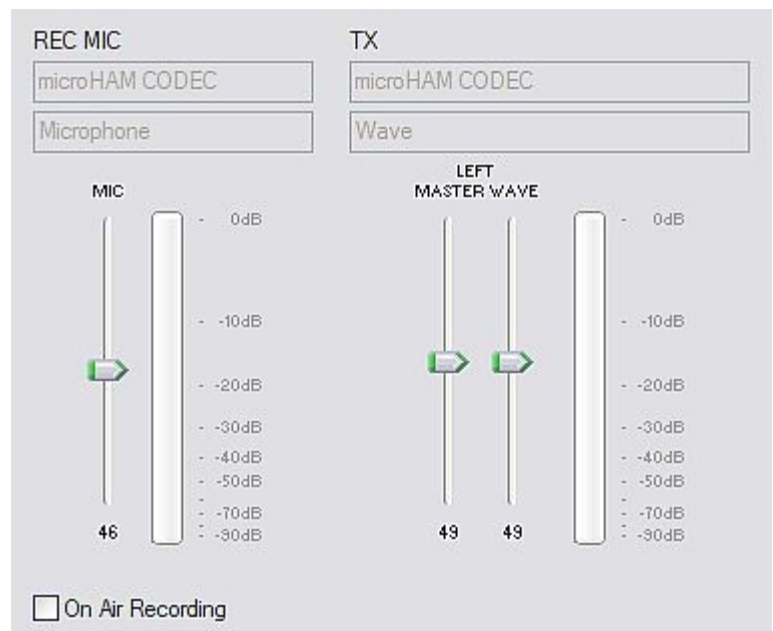 REC MIC
microHAM CODEC
Microphone
MIC
0dB
-10dB
-20dB
-30dB
-40dB
-50dB
-70dB
-90dB
46
TX
microHAM CODEC
Wave
LEFT
MASTER WAVE
0dB
-10dB
-20dB
-30dB
-40dB
-50dB
-70dB
-90dB
49 49
On Air Recording